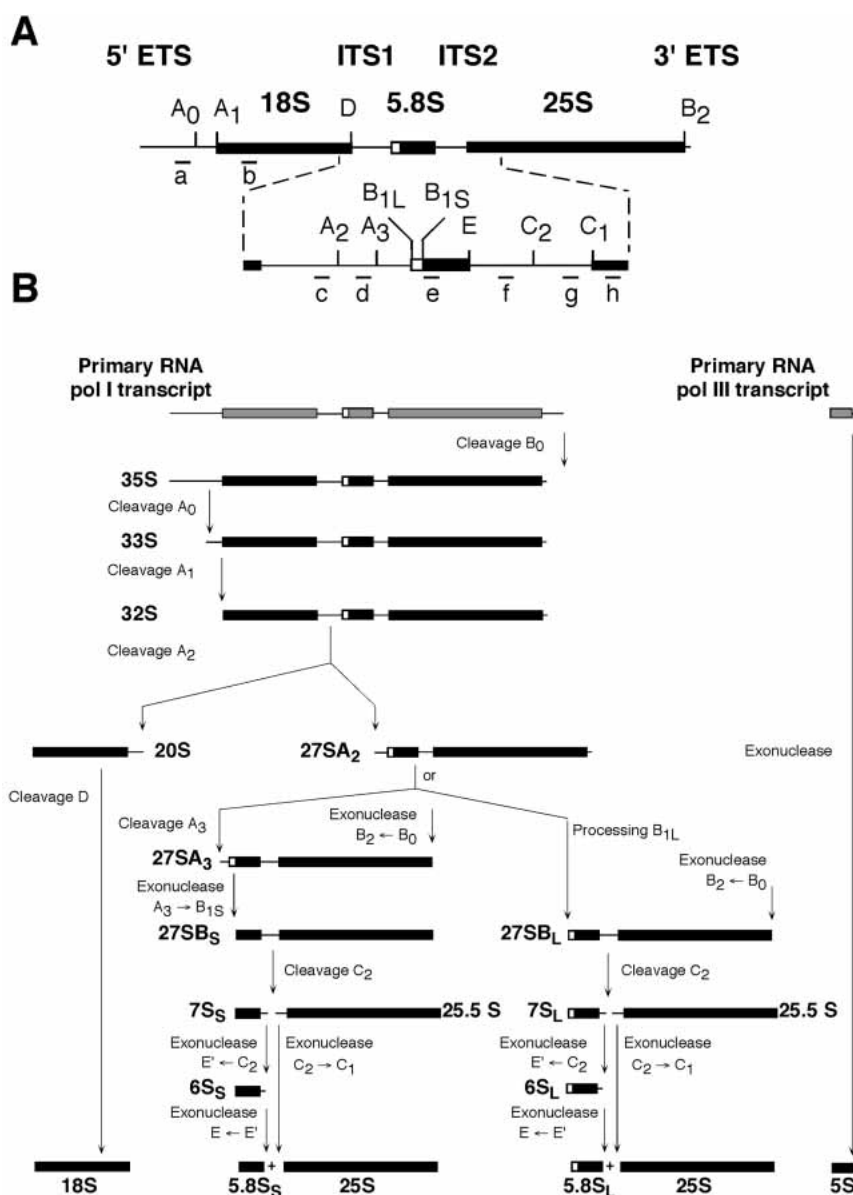 A
5' ETS ITS1 ITS2 3' ETS
18S 5.8S 25S
A0 A1 D B2
a b
B1L B1S
A2 A3 E C2 C1
c d e f g h
B
Primary RNA
pol I transcript
Primary RNA
pol III transcript
Cleavage B0
35S
Cleavage A0
33S
Cleavage A1
32S
Cleavage A2
20S 27SA2
Exonuclease
or
Cleavage D
Cleavage A3
Exonuclease
B2 ← B0
Processing B1L
27SA3
Exonuclease
B2 ← B0
Exonuclease
A3 → B1S
27SBS 27SBL
Cleavage C2 Cleavage C2
7SS 25.5 S 7SL 25.5 S
Exonuclease
E' ← C2
Exonuclease
C2 → C1
Exonuclease
E' ← C2
Exonuclease
C2 → C1
6SS 6SL
Exonuclease
E ← E'
Exonuclease
E ← E'
+ +
18S 5.8SS 25S 5.8SL 25S 5S